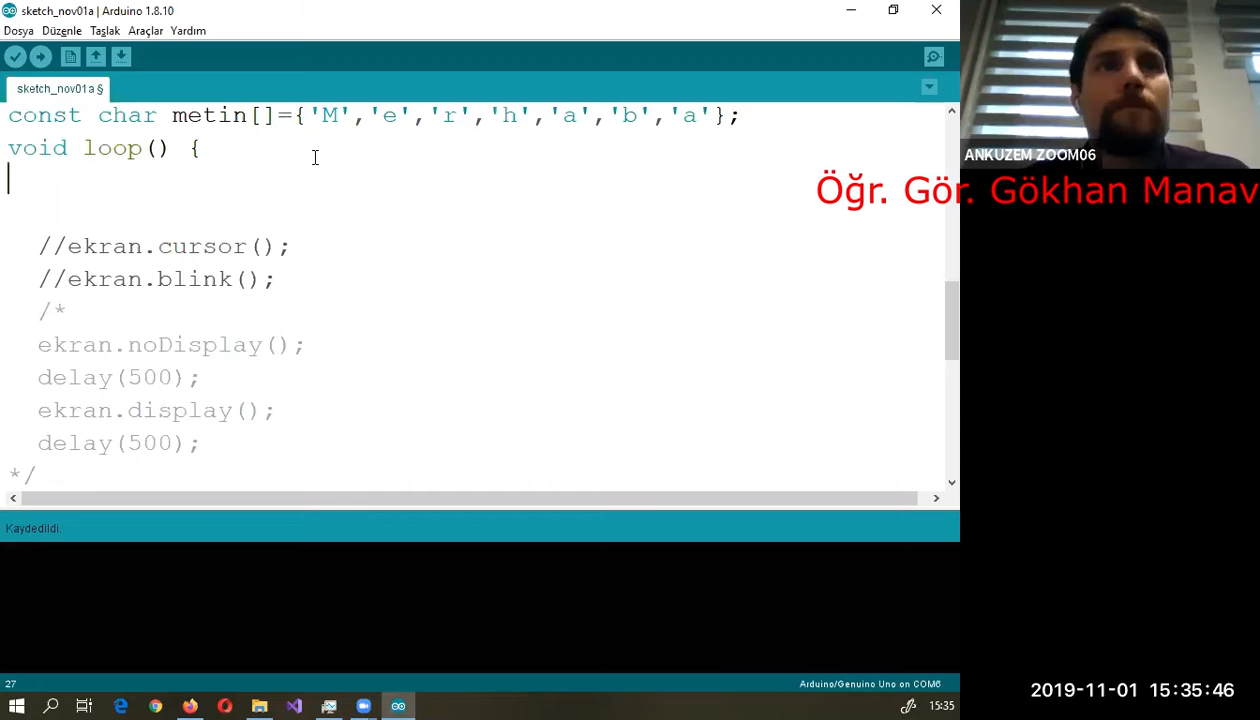 sketch_nov01a | Arduino 1.8.10
Dosya Düzenle Taslak Araçlar Yardım
sketch_nov01a §
const char metin[]={'M','e','r','h','a','b','a'};
void loop() {
//ekran.cursor();
//ekran.blink();
/*
ekran.noDisplay();
delay(500);
ekran.display();
delay(500);
*/
Kaydedildi.
27
Arduino/Genuino Uno on COM6
15:35
ANKUZEM ZOOM06
Öğr. Gör. Gökhan Manav
2019-11-01 15:35:46